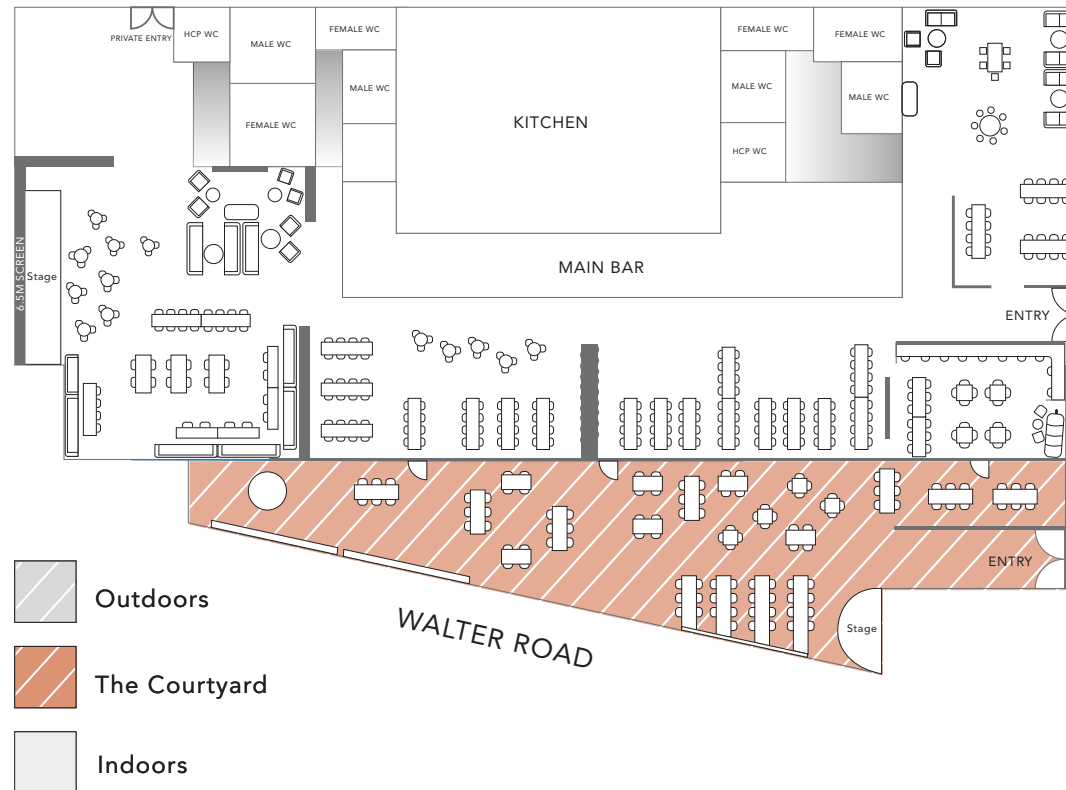 PRIVATE ENTRY
HCP WC
MALE WC
FEMALE WC
FEMALE WC
MALE WC
KITCHEN
FEMALE WC
FEMALE WC
MALE WC
MALE WC
HCP WC
6.5M SCREEN
Stage
MAIN BAR
ENTRY
ENTRY
Stage
WALTER ROAD
Outdoors
The Courtyard
Indoors